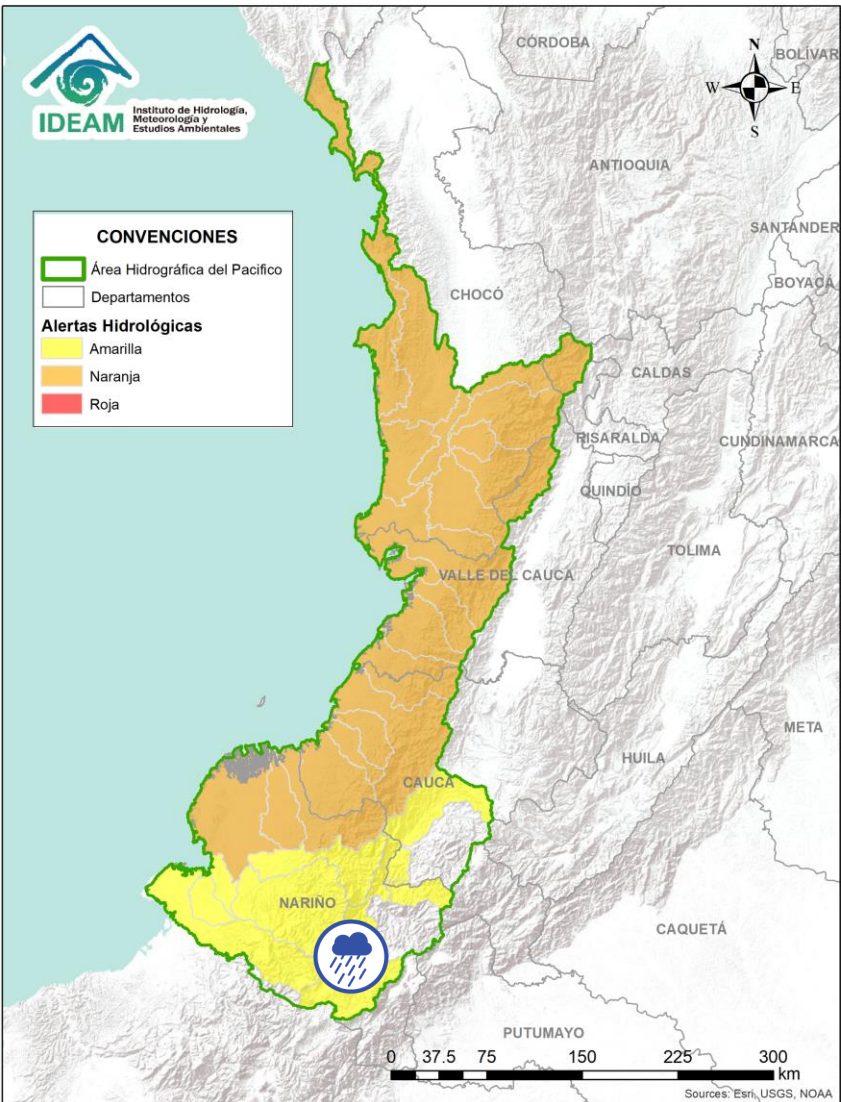 IDEAM
Instituto de Hidrología,
Meteorología y
Estudios Ambientales
CONVENCIONES
Área Hidrográfica del Pacifico
Departamentos
Alertas Hidrológicas
Amarilla
Naranja
Roja
N
W
E
S
CÓRDOBA
BOLÍVAR
ANTIOQUIA
SANTANDER
BOYACÁ
CHOCÓ
CALDAS
RISARALDA
CUNDINAMARCA
QUINDÍO
TOLIMA
VALLE DEL CAUCA
META
HUILA
CAUCA
NARIÑO
CAQUETÁ
PUTUMAYO
0 37.5 75 150 225 300
km
Sources: Esri, USGS, NOAA